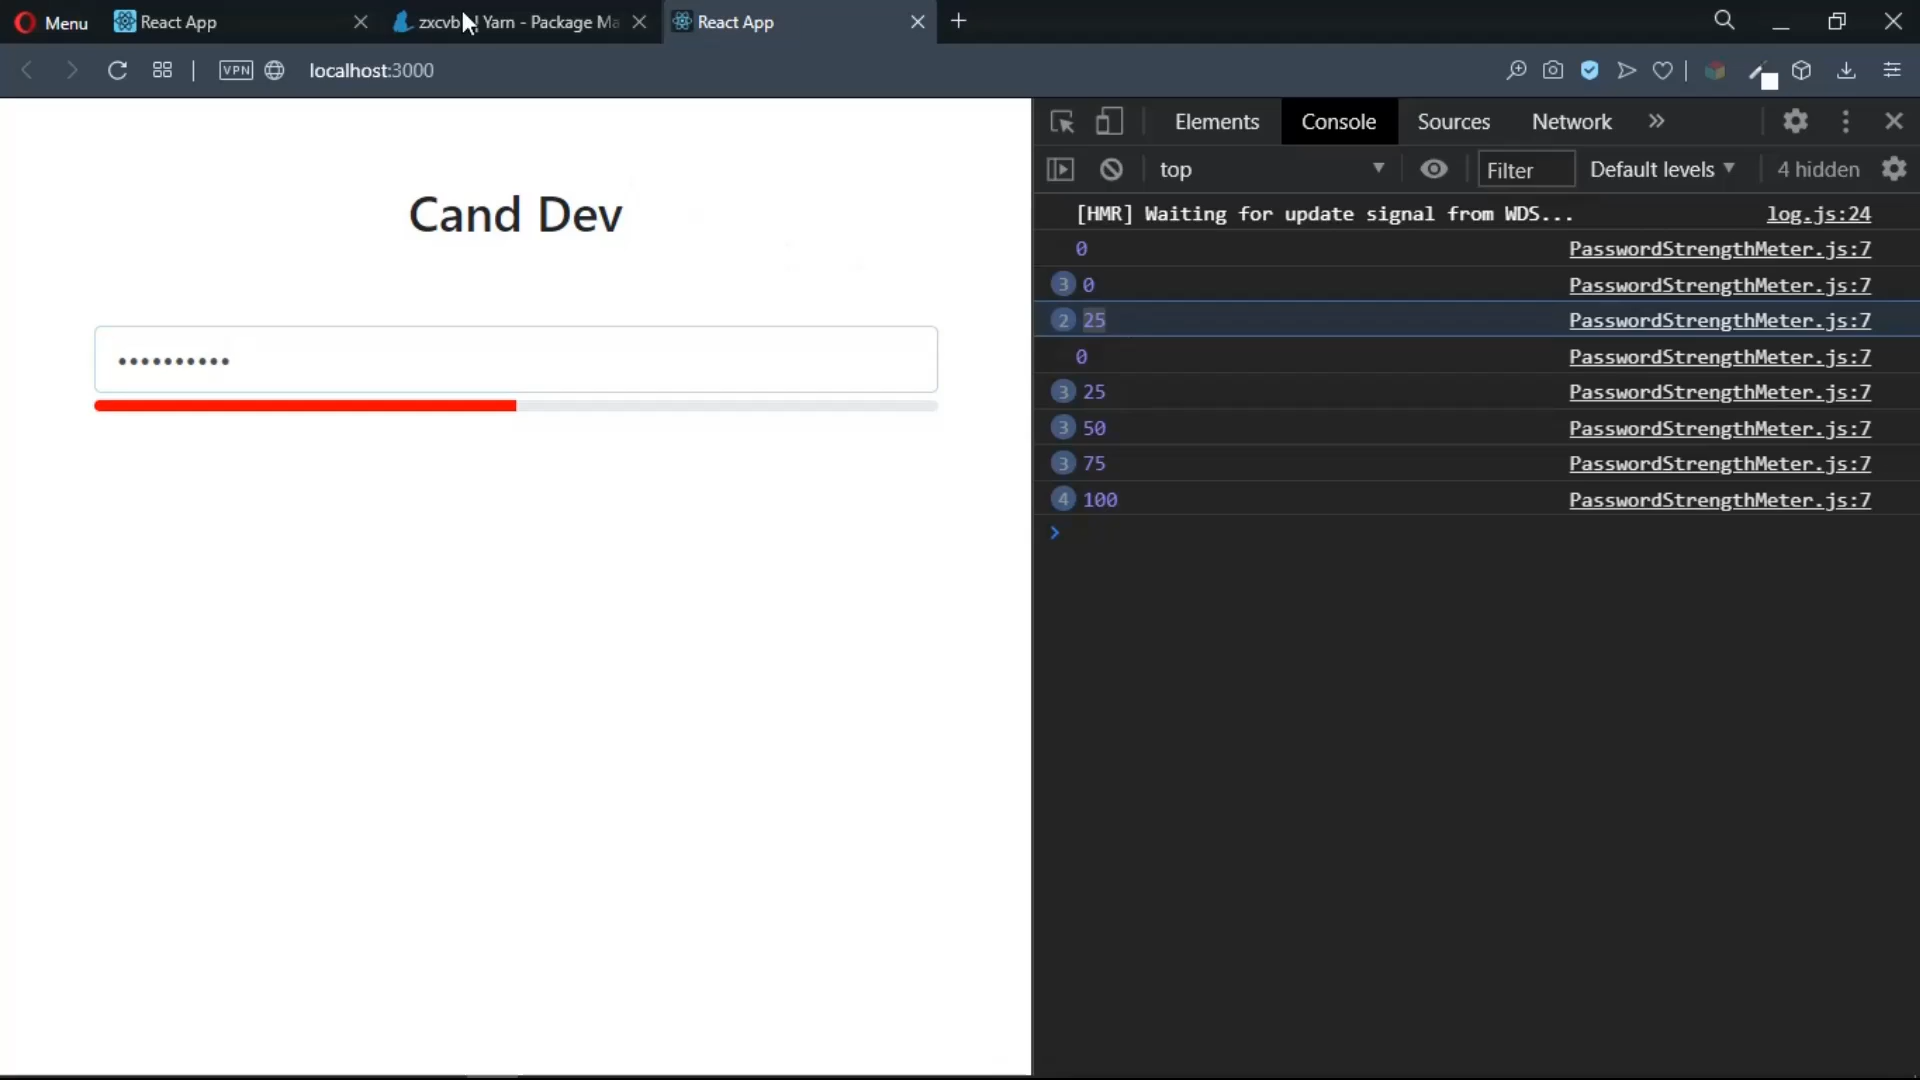 Menu
React App
zxcvb
Yarn - Package Ma
React App
VPN
localhost:3000
Cand Dev
••••••••••
Elements
Console
Sources
Network
top
Filter
Default levels
4 hidden
[HMR] Waiting for update signal from WDS... log.js:24
0 PasswordStrengthMeter.js:7
3 0 PasswordStrengthMeter.js:7
2 25 PasswordStrengthMeter.js:7
0 PasswordStrengthMeter.js:7
3 25 PasswordStrengthMeter.js:7
3 50 PasswordStrengthMeter.js:7
3 75 PasswordStrengthMeter.js:7
4 100 PasswordStrengthMeter.js:7